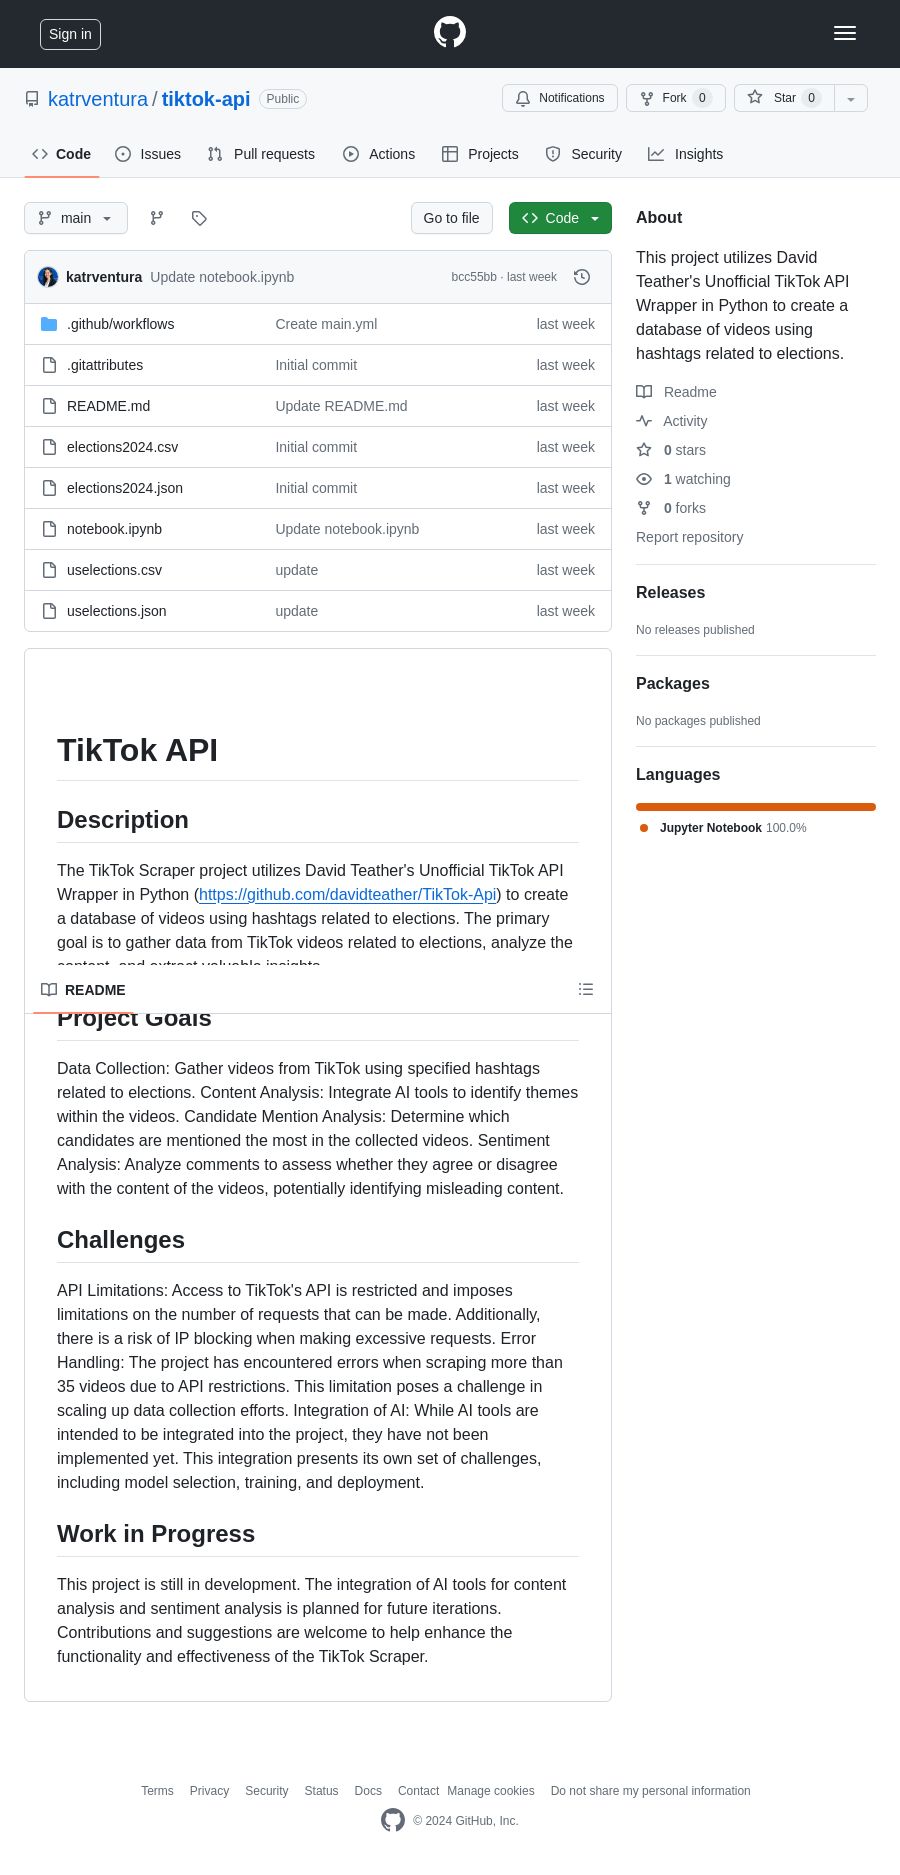 Sign in
katrventura / tiktok-api Public
Notifications Fork 0 Star 0
Code Issues Pull requests Actions Projects Security Insights
main Go to file Code
katrventura Update notebook.ipynb bcc55bb · last week
.github/workflows Create main.yml last week
.gitattributes Initial commit last week
README.md Update README.md last week
elections2024.csv Initial commit last week
elections2024.json Initial commit last week
notebook.ipynb Update notebook.ipynb last week
uselections.csv update last week
uselections.json update last week
TikTok API
Description
The TikTok Scraper project utilizes David Teather's Unofficial TikTok API
Wrapper in Python (https://github.com/davidteather/TikTok-Api) to create
a database of videos using hashtags related to elections. The primary
goal is to gather data from TikTok videos related to elections, analyze the
content, and extract valuable insights.
README
Project Goals
Data Collection: Gather videos from TikTok using specified hashtags
related to elections. Content Analysis: Integrate AI tools to identify themes
within the videos. Candidate Mention Analysis: Determine which
candidates are mentioned the most in the collected videos. Sentiment
Analysis: Analyze comments to assess whether they agree or disagree
with the content of the videos, potentially identifying misleading content.
Challenges
API Limitations: Access to TikTok's API is restricted and imposes
limitations on the number of requests that can be made. Additionally,
there is a risk of IP blocking when making excessive requests. Error
Handling: The project has encountered errors when scraping more than
35 videos due to API restrictions. This limitation poses a challenge in
scaling up data collection efforts. Integration of AI: While AI tools are
intended to be integrated into the project, they have not been
implemented yet. This integration presents its own set of challenges,
including model selection, training, and deployment.
Work in Progress
This project is still in development. The integration of AI tools for content
analysis and sentiment analysis is planned for future iterations.
Contributions and suggestions are welcome to help enhance the
functionality and effectiveness of the TikTok Scraper.
About
This project utilizes David
Teather's Unofficial TikTok API
Wrapper in Python to create a
database of videos using
hashtags related to elections.
Readme
Activity
0 stars
1 watching
0 forks
Report repository
Releases
No releases published
Packages
No packages published
Languages
Jupyter Notebook 100.0%
Terms Privacy Security Status Docs Contact Manage cookies Do not share my personal information
© 2024 GitHub, Inc.